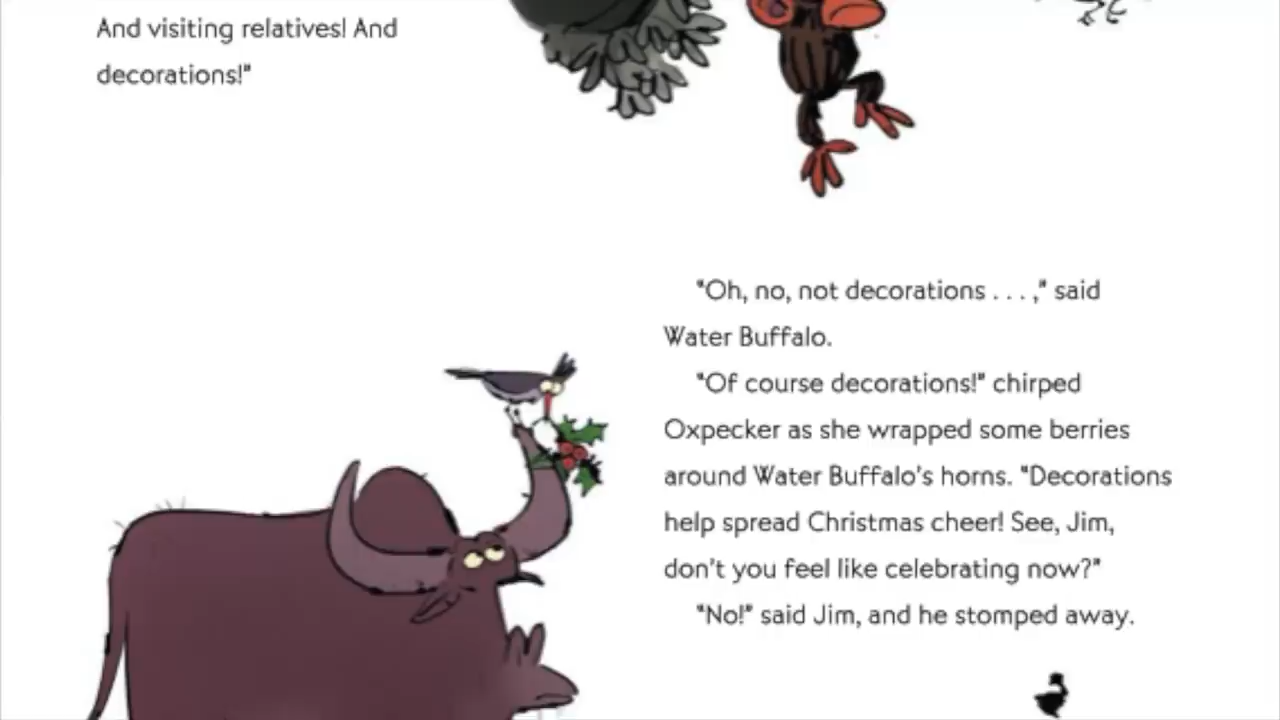 And visiting relatives! And
decorations!"
"Oh, no, not decorations . . . ," said
Water Buffalo.
"Of course decorations!" chirped
Oxpecker as she wrapped some berries
around Water Buffalo's horns. "Decorations
help spread Christmas cheer! See, Jim,
don't you feel like celebrating now?"
"No!" said Jim, and he stomped away.